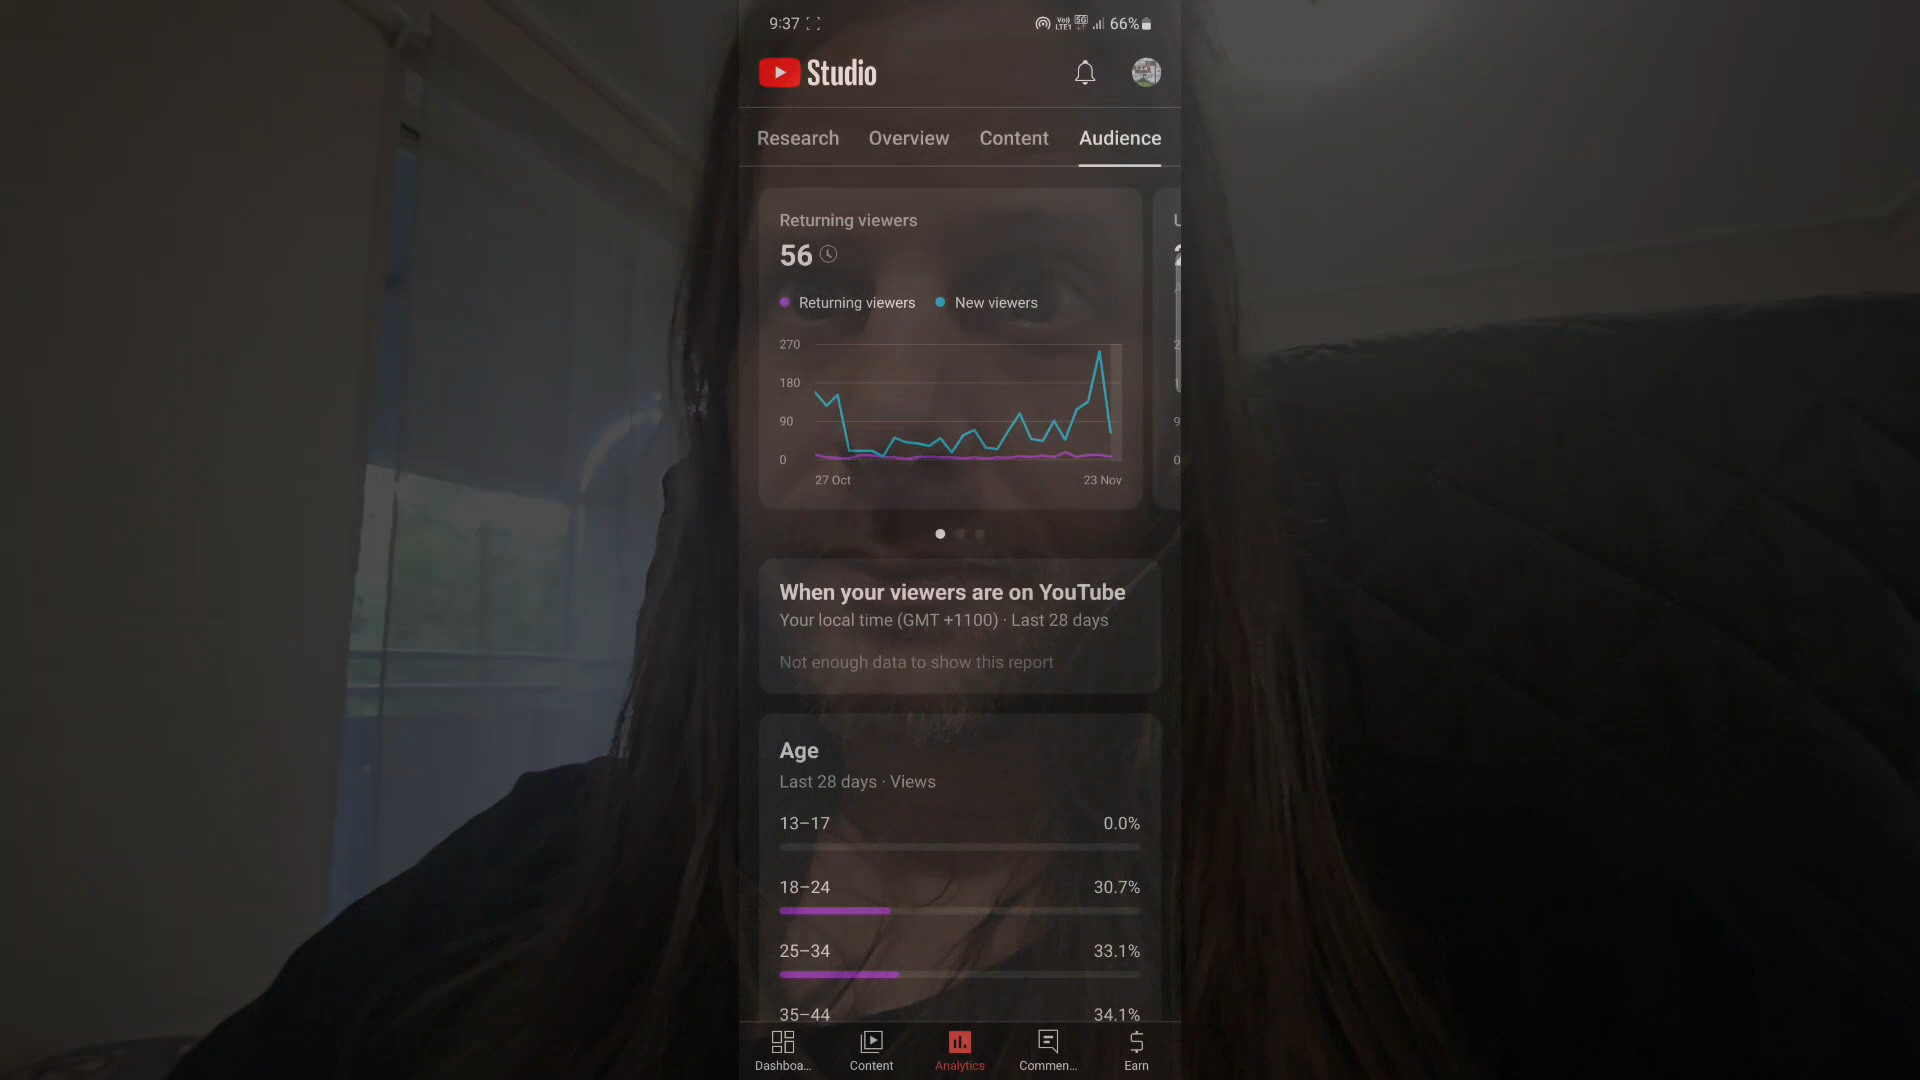 9:37
Vo)) LTE1 5G 66%
Studio
Research Overview Content Audience
Returning viewers
56
Returning viewers New viewers
270
180
90
0
27 Oct 23 Nov
When your viewers are on YouTube
Your local time (GMT +1100) · Last 28 days
Not enough data to show this report
Age
Last 28 days · Views
13–17 0.0%
18–24 30.7%
25–34 33.1%
35–44 34.1%
Dashboa... Content Analytics Commen... Earn